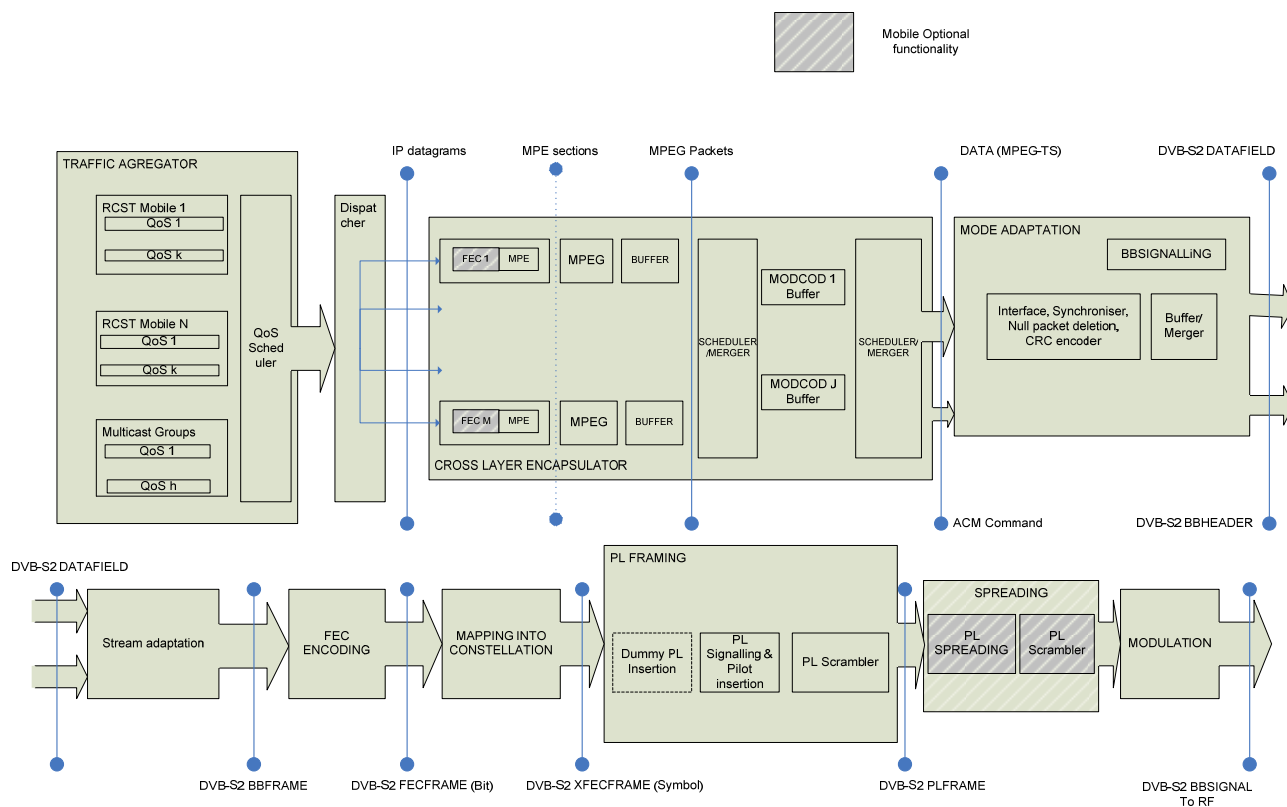 Mobile Optional
functionality
IP datagrams
MPE sections
MPEG Packets
DATA (MPEG-TS)
DVB-S2 DATAFIELD
TRAFFIC AGREGATOR
RCST Mobile 1
QoS 1
QoS k
RCST Mobile N
QoS 1
QoS k
Multicast Groups
QoS 1
QoS h
QoS
Sched
uler
Dispat
cher
FEC 1
MPE
MPEG
BUFFER
FEC M
MPE
MPEG
BUFFER
CROSS LAYER ENCAPSULATOR
SCHEDULER
/MERGER
MODCOD 1
Buffer
MODCOD J
Buffer
SCHEDULER/
MERGER
MODE ADAPTATION
BBSIGNALLiNG
Interface, Synchroniser,
Null packet deletion,
CRC encoder
Buffer/
Merger
ACM Command
DVB-S2 BBHEADER
DVB-S2 DATAFIELD
Stream adaptation
FEC
ENCODING
MAPPING INTO
CONSTELLATION
PL FRAMING
Dummy PL
Insertion
PL
Signalling &
Pilot
insertion
PL Scrambler
SPREADING
PL
SPREADING
PL
Scrambler
MODULATION
DVB-S2 BBFRAME
DVB-S2 FECFRAME (Bit)
DVB-S2 XFECFRAME (Symbol)
DVB-S2 PLFRAME
DVB-S2 BBSIGNAL
To RF